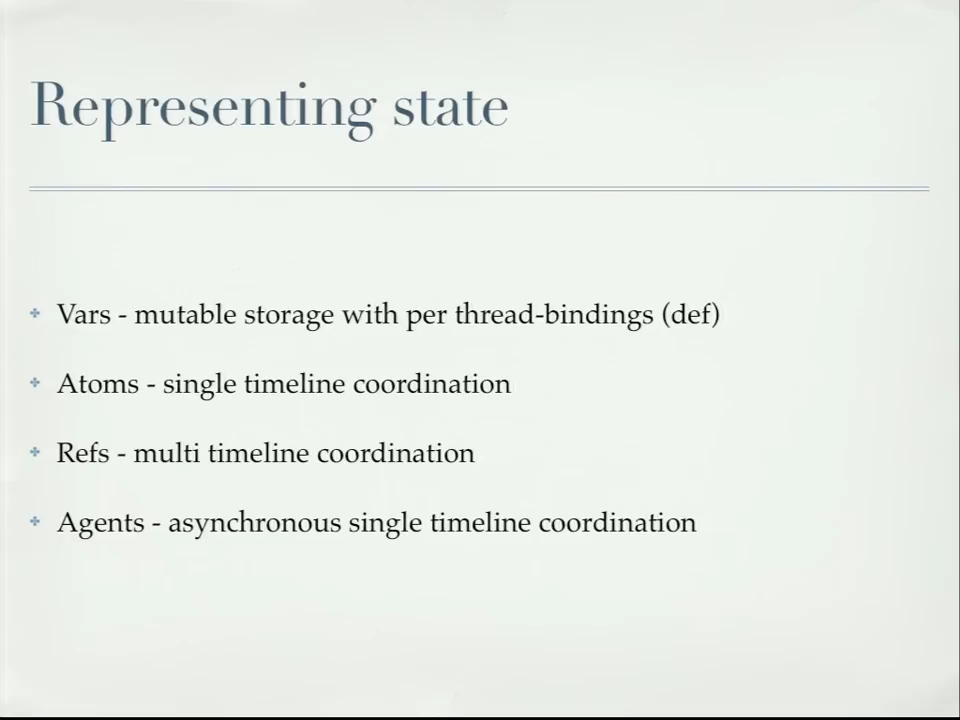 Representing state
Vars - mutable storage with per thread-bindings (def)
Atoms - single timeline coordination
Refs - multi timeline coordination
Agents - asynchronous single timeline coordination